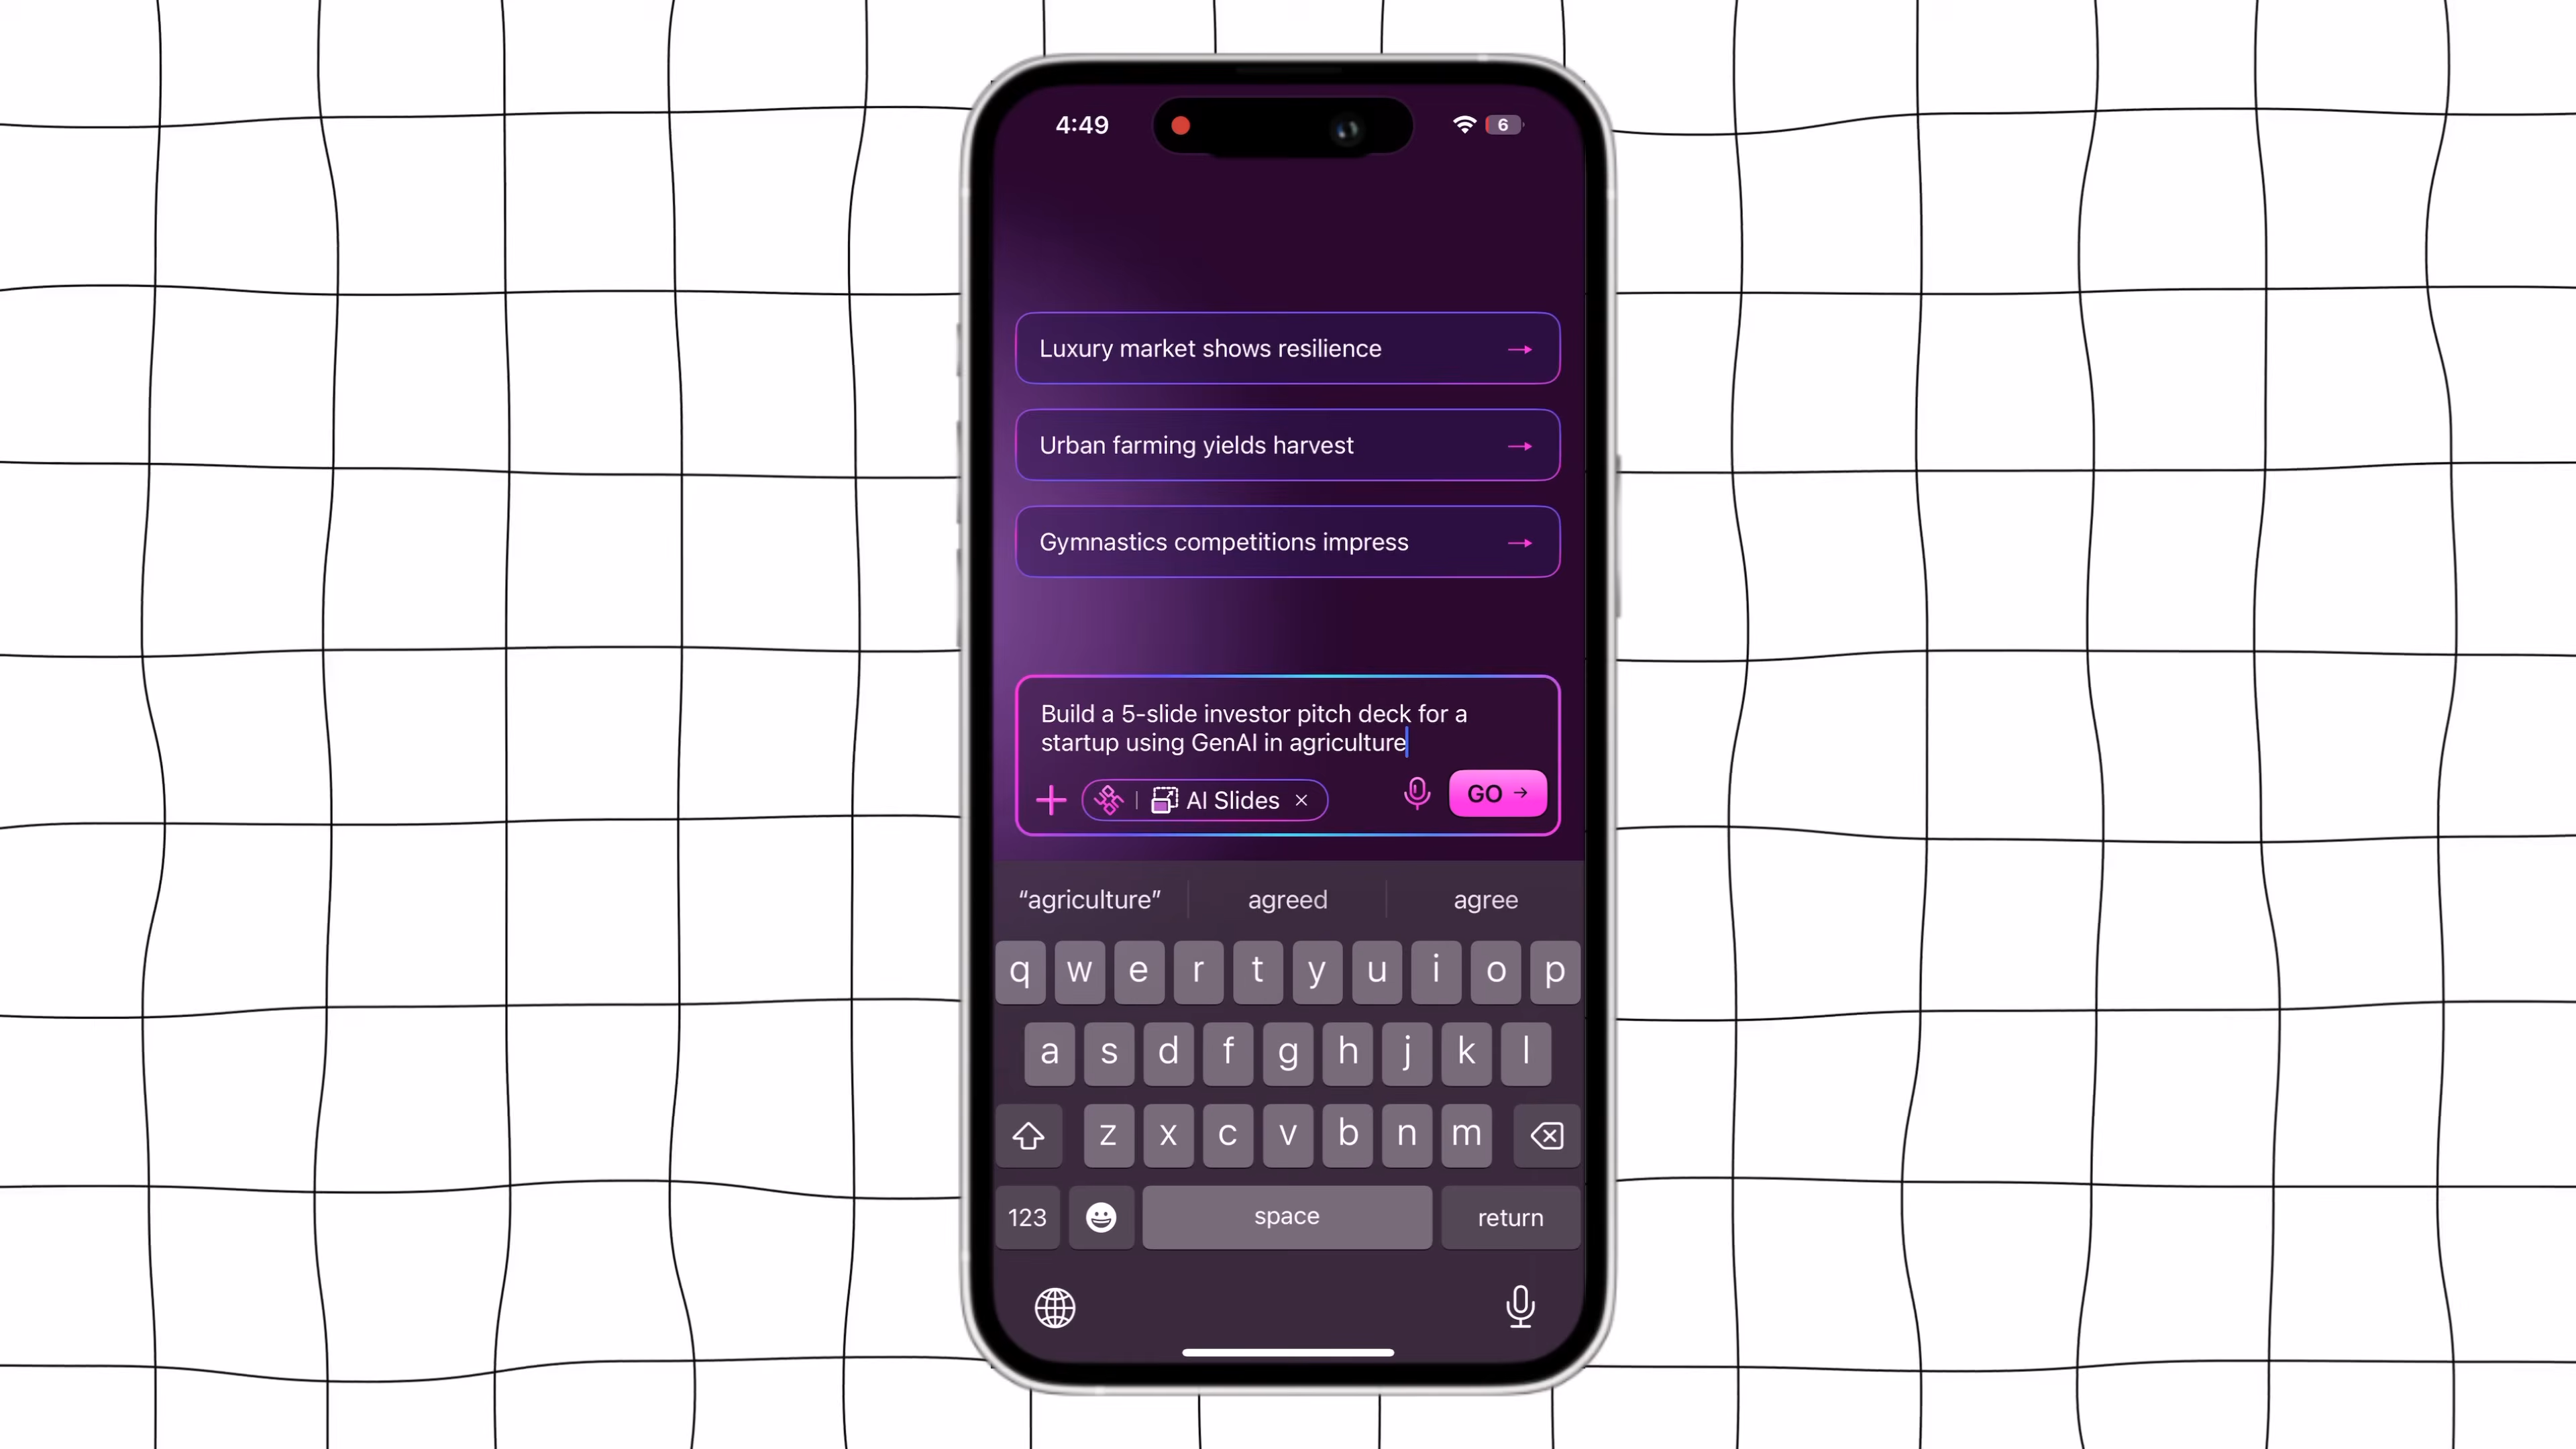 4:49
6
Luxury market shows resilience
Urban farming yields harvest
Gymnastics competitions impress
Build a 5-slide investor pitch deck for a
startup using GenAI in agriculture
AI Slides
GO
“agriculture” agreed agree
q w e r t y u i o p
a s d f g h j k l
z x c v b n m
123 space return